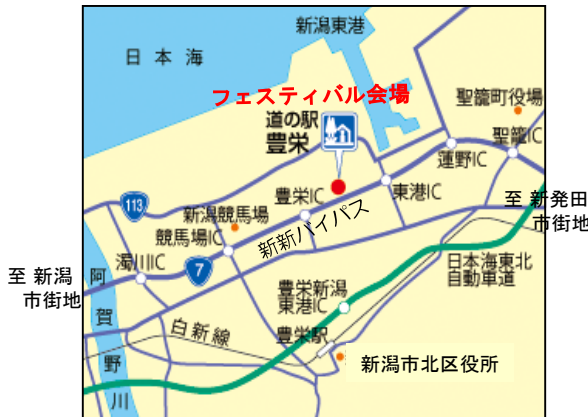 新潟東港
日本海
フェスティバル会場
道の駅
豊栄
聖籠町役場
聖籠IC
蓮野IC
東港IC
豊栄IC
113
新潟競馬場
競馬場IC
新新バイパス
至 新発田
市街地
濁川IC
7
至 新潟
市街地
阿賀野川
日本海東北
自動車道
豊栄新潟
東港IC
白新線
豊栄駅
新潟市北区役所